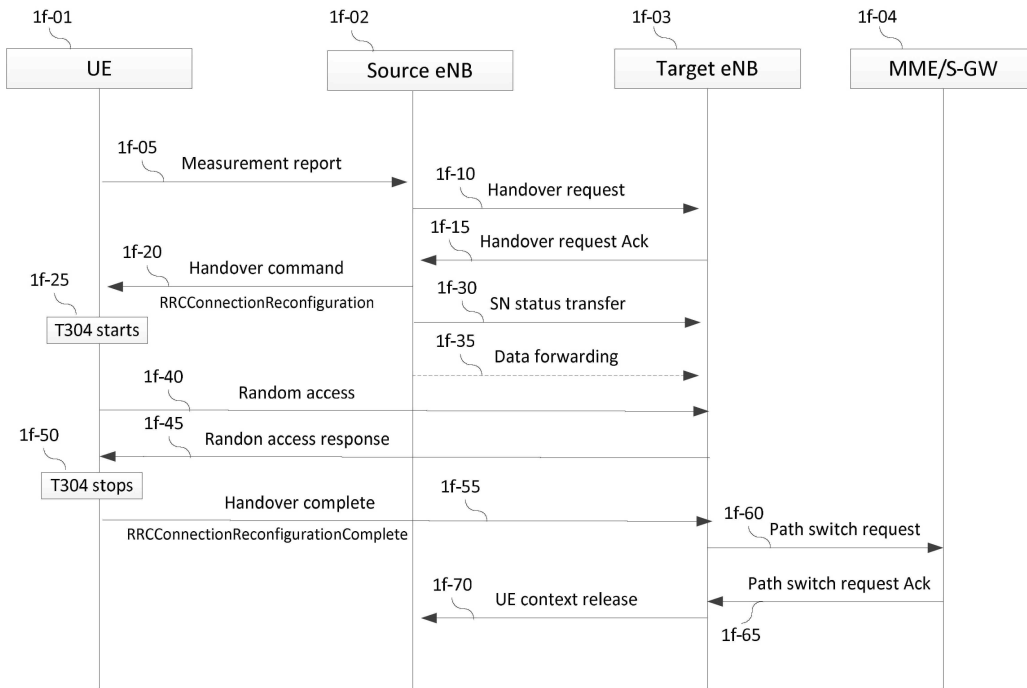 1f-01
1f-02
1f-03
1f-04
UE
Source eNB
Target eNB
MME/S-GW
1f-05
Measurement report
1f-10
Handover request
1f-15
Handover request Ack
1f-20
Handover command
RRCConnectionReconfiguration
1f-25
T304 starts
1f-30
SN status transfer
1f-35
Data forwarding
1f-40
Random access
1f-45
Randon access response
1f-50
T304 stops
1f-55
Handover complete
RRCConnectionReconfigurationComplete
1f-60
Path switch request
Path switch request Ack
1f-65
1f-70
UE context release